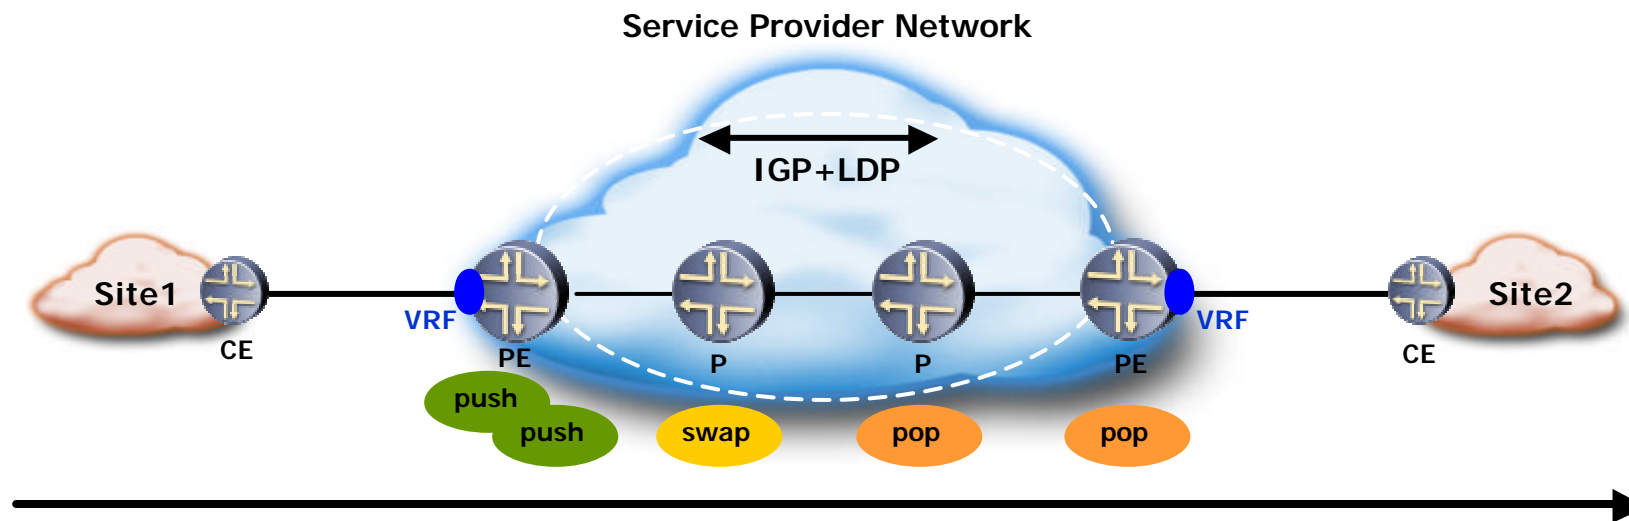 Service Provider Network
IGP+LDP
Site1
Site2
VRF
VRF
CE
PE
P
P
PE
CE
push
push
swap
pop
pop